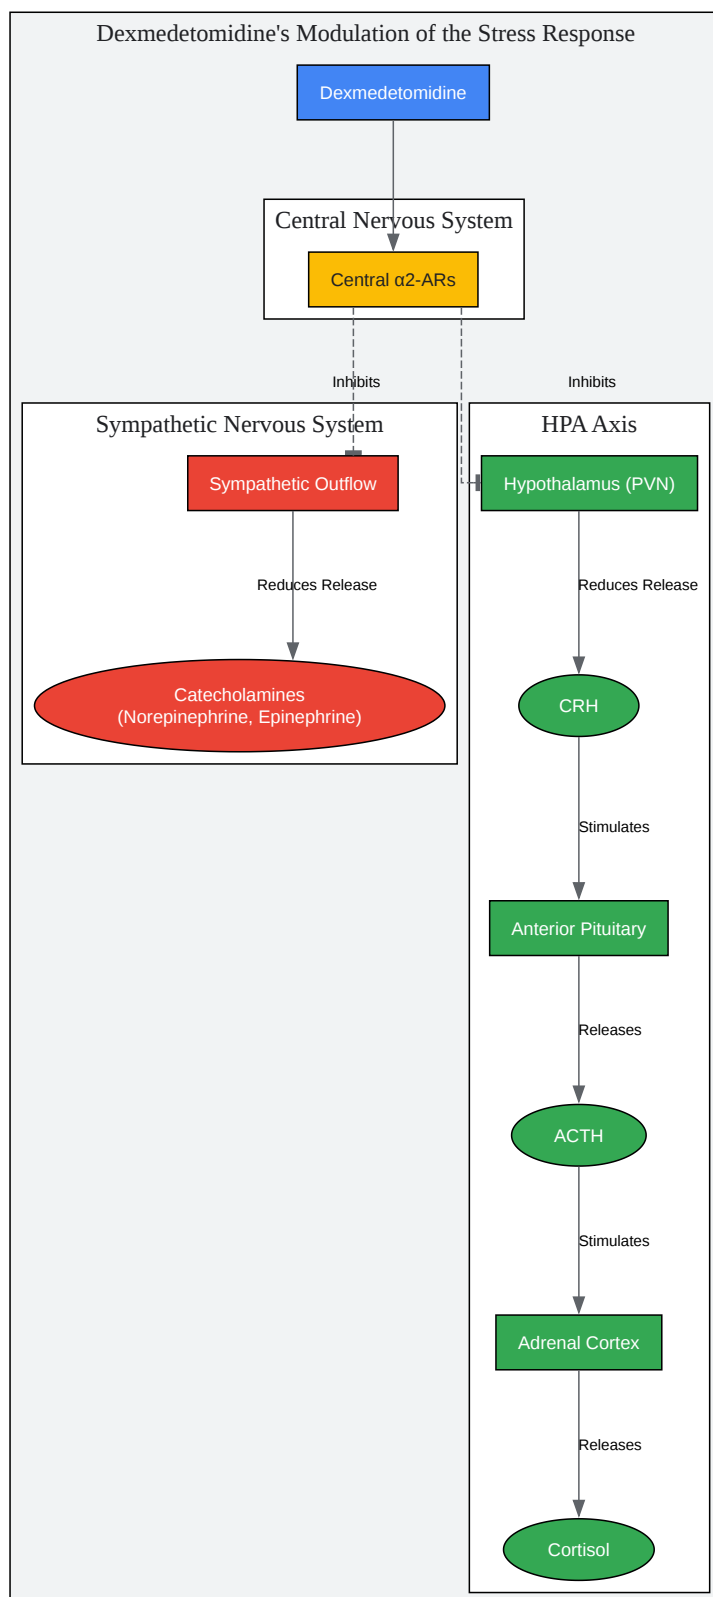 Dexmedetomidine's Modulation of the Stress Response
Dexmedetomidine
Central Nervous System
Central α2-ARs
Inhibits
Inhibits
Sympathetic Nervous System
Sympathetic Outflow
Reduces Release
Catecholamines
(Norepinephrine, Epinephrine)
HPA Axis
Hypothalamus (PVN)
Reduces Release
CRH
Stimulates
Anterior Pituitary
Releases
ACTH
Stimulates
Adrenal Cortex
Releases
Cortisol